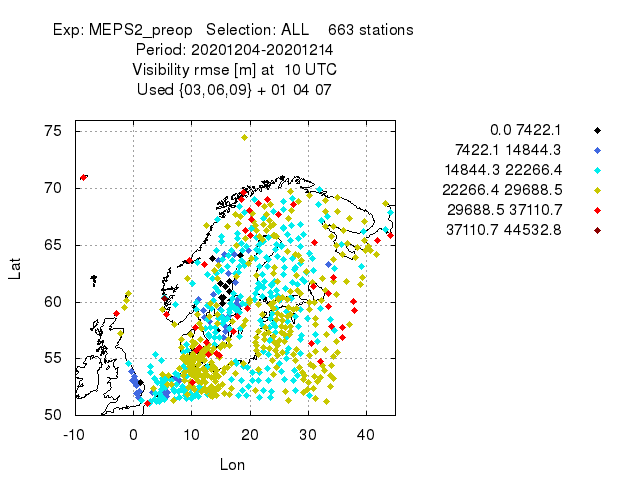 Exp: MEPS2_preop Selection: ALL 663 stations
Period: 20201204-20201214
Visibility rmse [m] at 10 UTC
Used {03,06,09} + 01 04 07
0.0 7422.1
7422.1 14844.3
14844.3 22266.4
22266.4 29688.5
29688.5 37110.7
37110.7 44532.8
75
70
65
60
55
50
Lat
-10 0 10 20 30 40
Lon